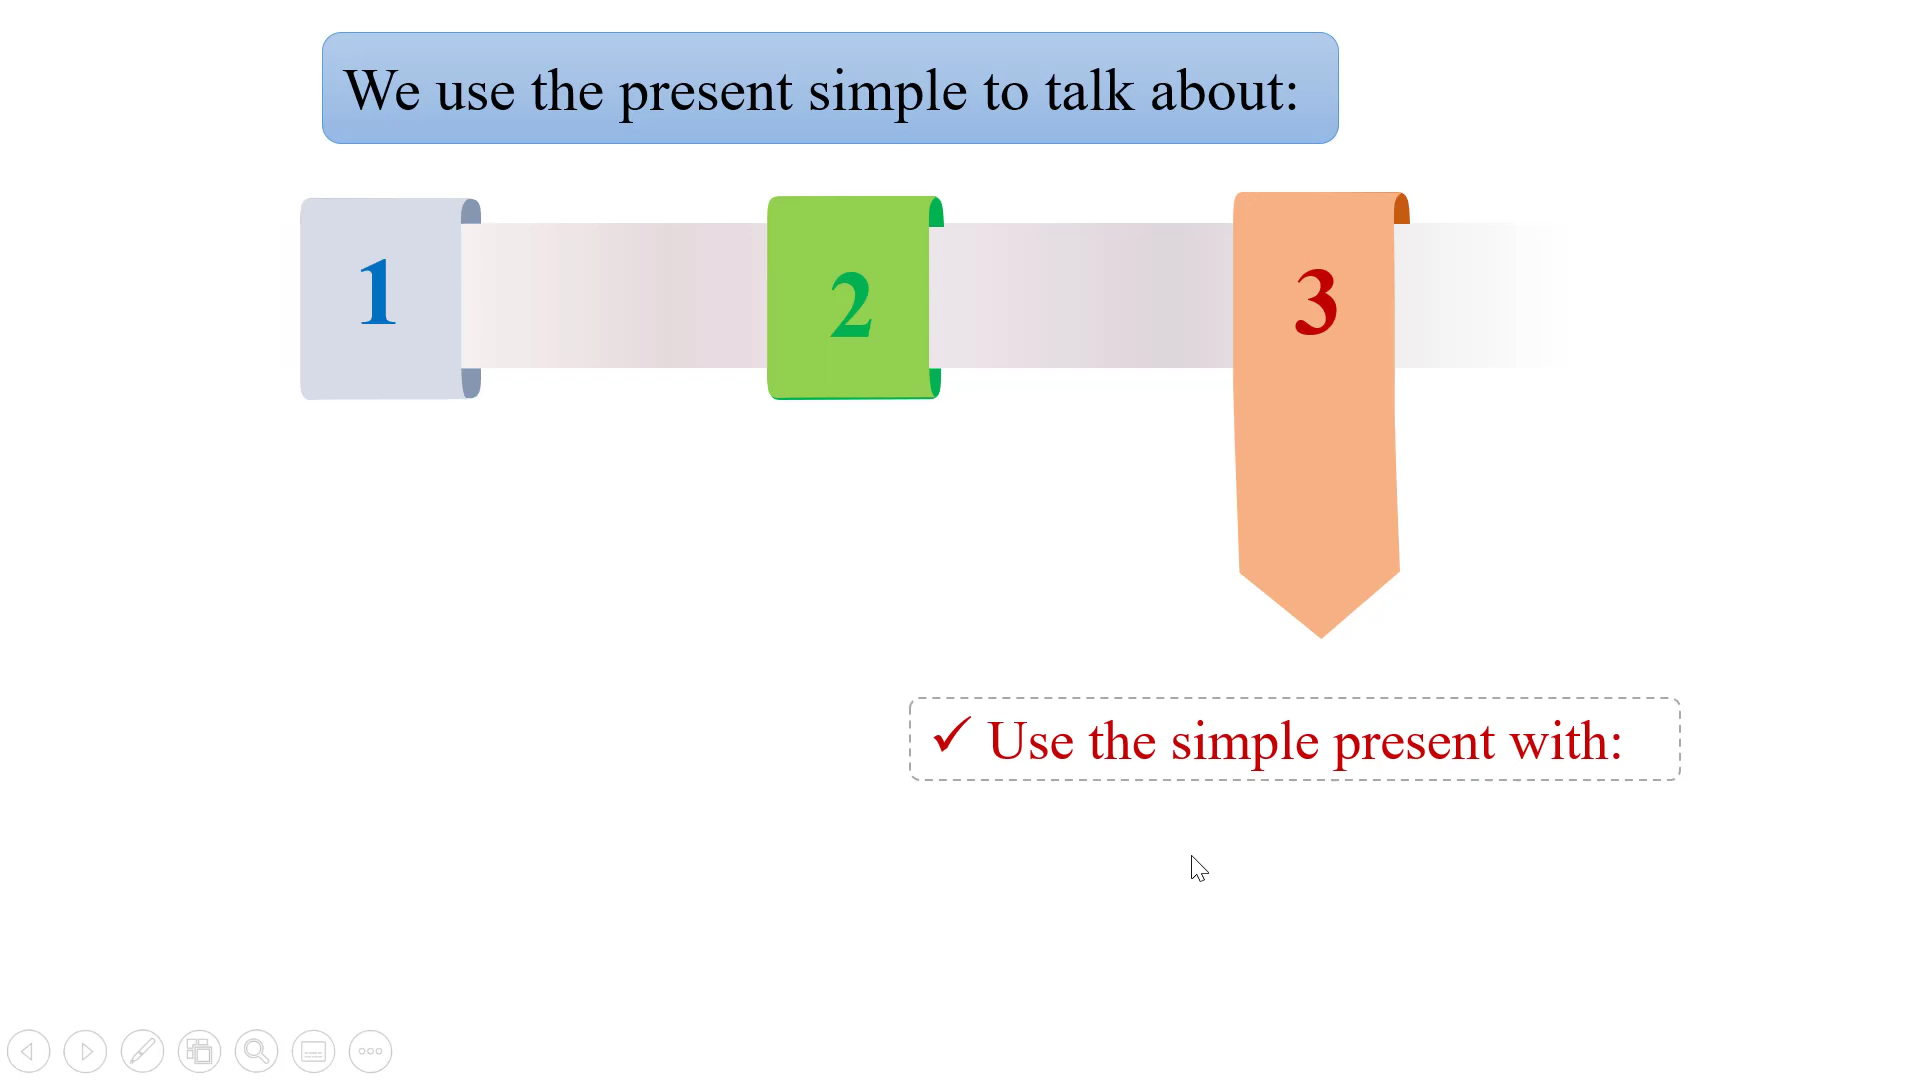 We use the present simple to talk about:
1
2
3
✓ Use the simple present with: